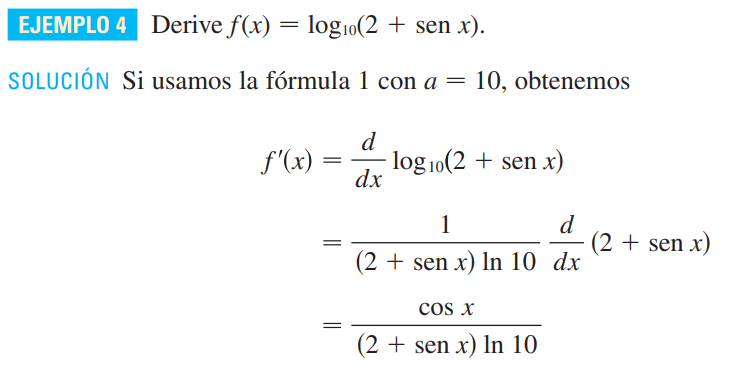 EJEMPLO 4 Derive f(x) = log₁₀(2 + sen x).
SOLUCIÓN Si usamos la fórmula 1 con a = 10, obtenemos
f′(x) = d/dx log₁₀(2 + sen x)
= 1/((2 + sen x) ln 10) d/dx (2 + sen x)
= cos x/((2 + sen x) ln 10)